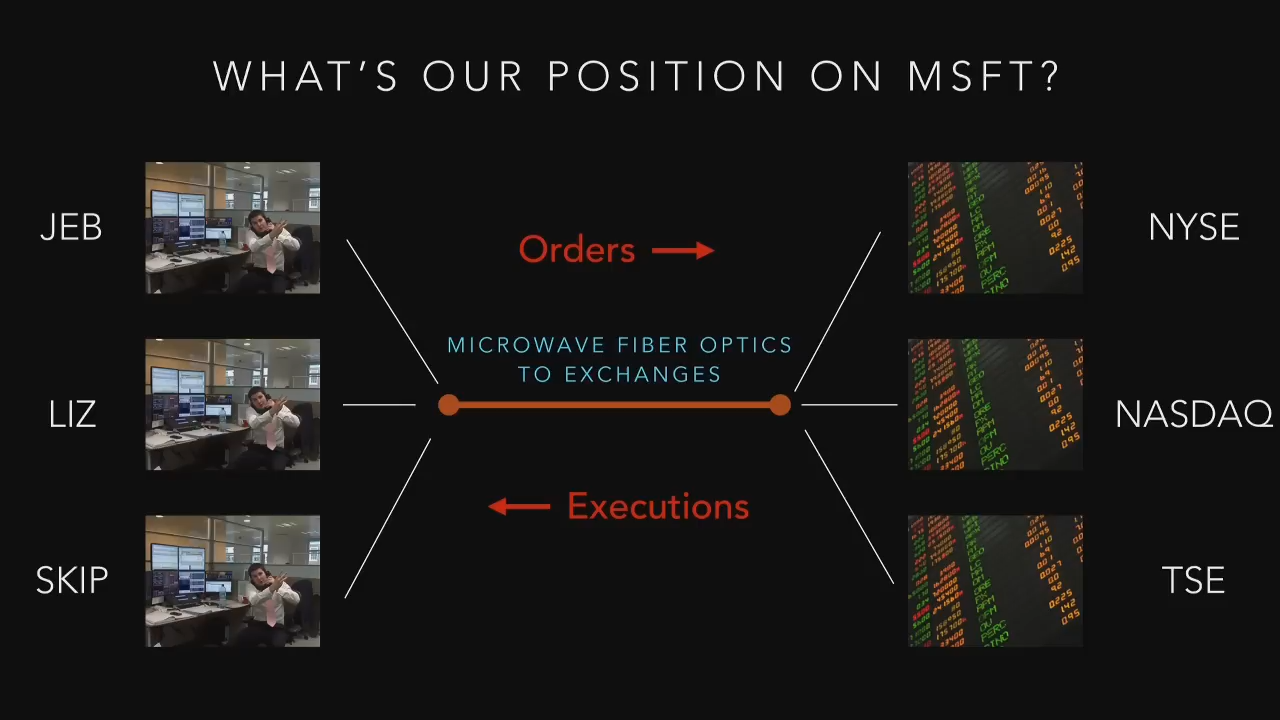 WHAT'S OUR POSITION ON MSFT?
JEB
Orders
NYSE
MICROWAVE FIBER OPTICS
TO EXCHANGES
LIZ
NASDAQ
Executions
SKIP
TSE